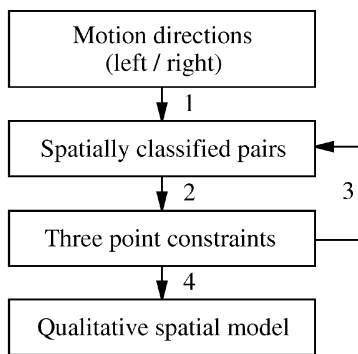 Motion directions
(left / right)
1
Spatially classified pairs
2
3
Three point constraints
4
Qualitative spatial model